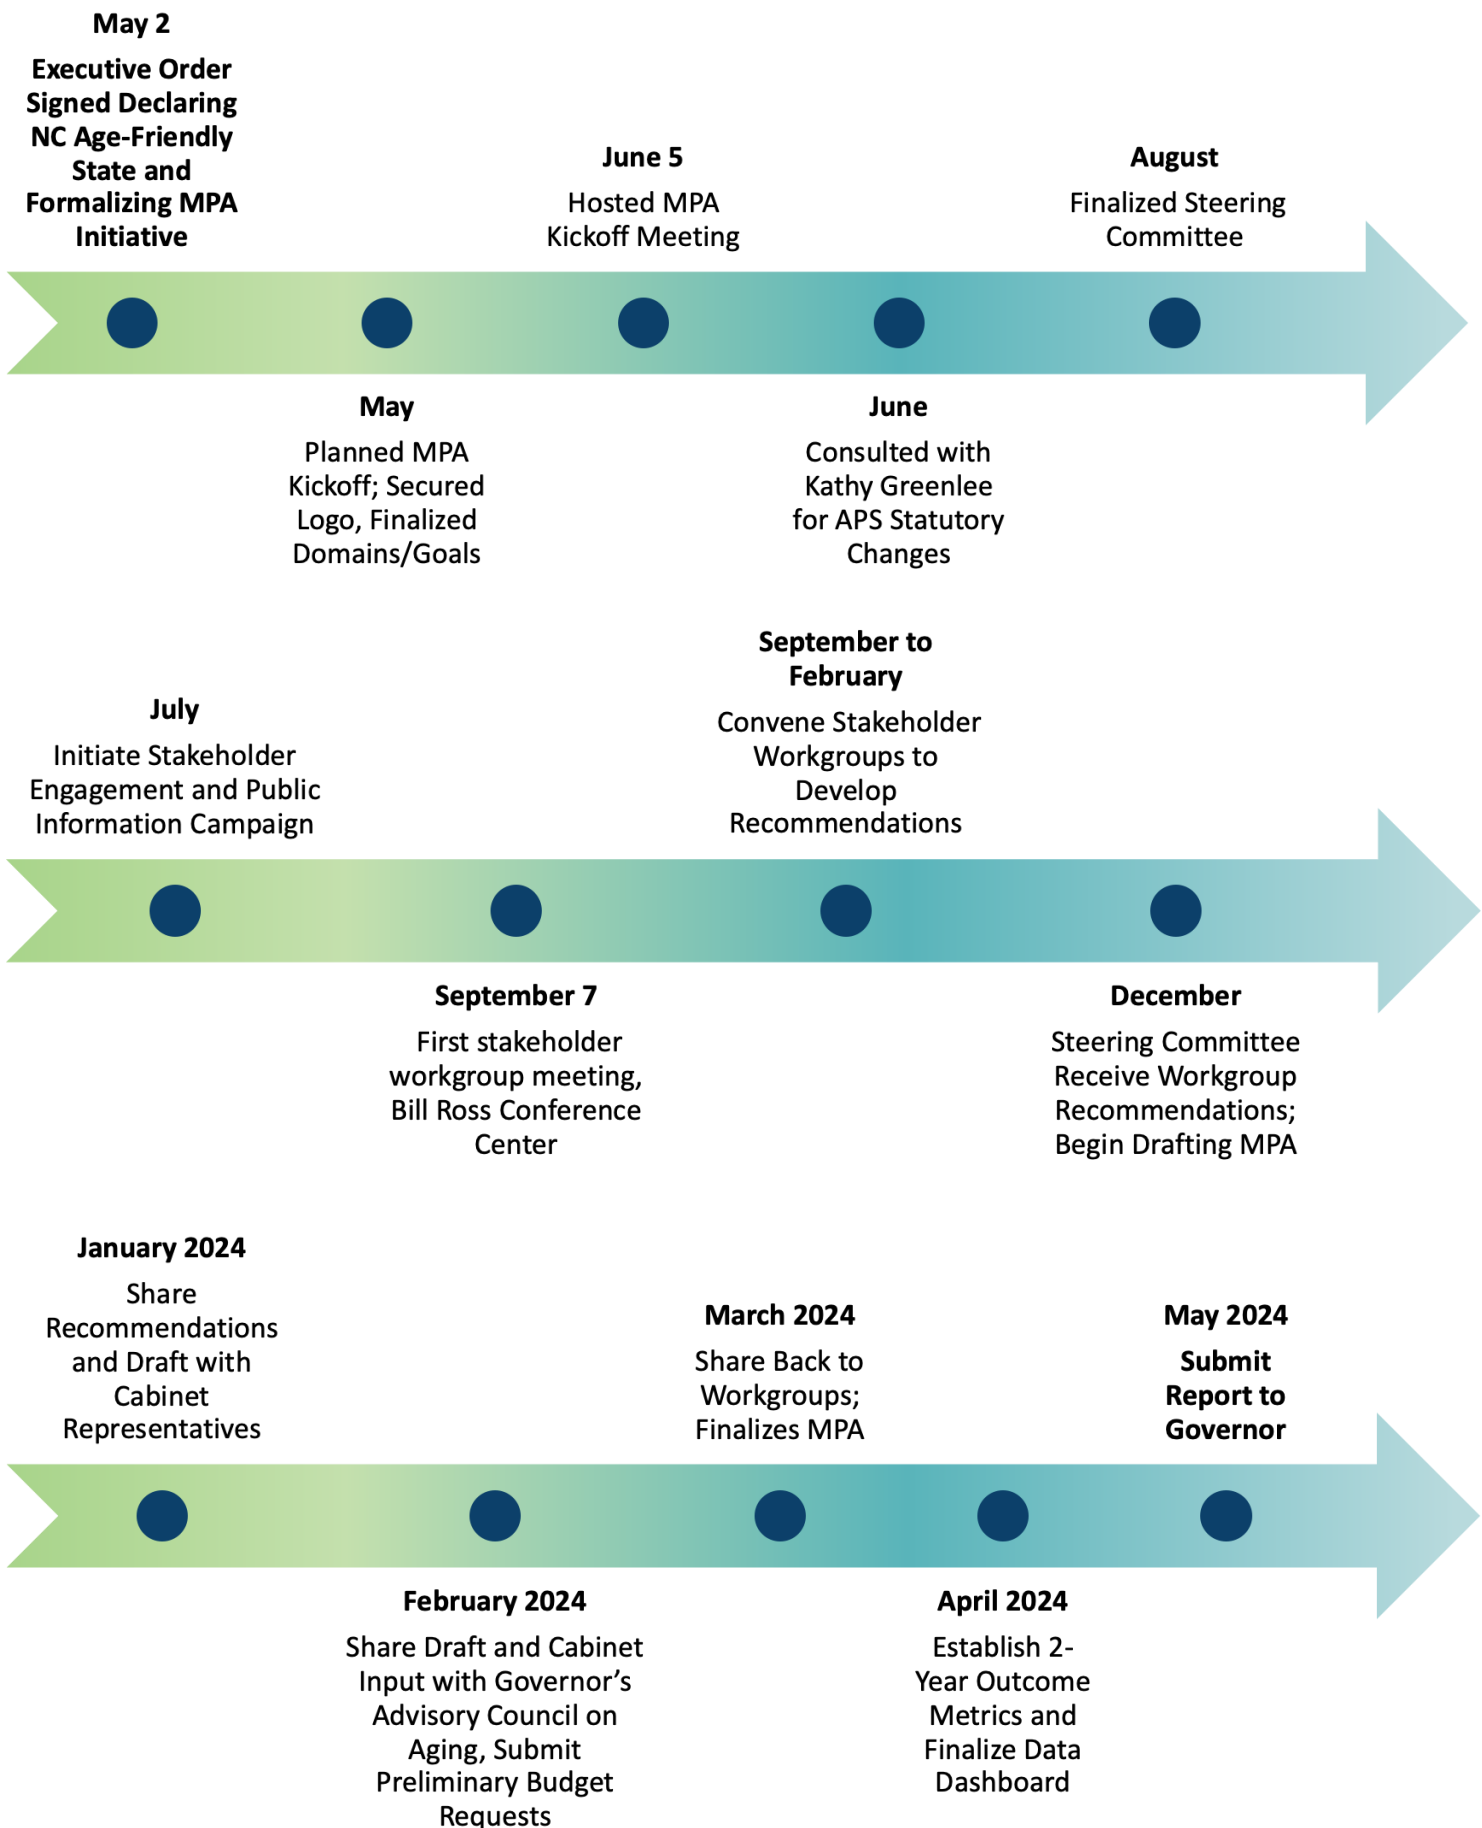 May 2
Executive Order
Signed Declaring
NC Age-Friendly
State and
Formalizing MPA
Initiative
May
Planned MPA
Kickoff; Secured
Logo, Finalized
Domains/Goals
June 5
Hosted MPA
Kickoff Meeting
June
Consulted with
Kathy Greenlee
for APS Statutory
Changes
August
Finalized Steering
Committee
July
Initiate Stakeholder
Engagement and Public
Information Campaign
September 7
First stakeholder
workgroup meeting,
Bill Ross Conference
Center
September to
February
Convene Stakeholder
Workgroups to
Develop
Recommendations
December
Steering Committee
Receive Workgroup
Recommendations;
Begin Drafting MPA
January 2024
Share
Recommendations
and Draft with
Cabinet
Representatives
February 2024
Share Draft and Cabinet
Input with Governor’s
Advisory Council on
Aging, Submit
Preliminary Budget
Requests
March 2024
Share Back to
Workgroups;
Finalizes MPA
April 2024
Establish 2-
Year Outcome
Metrics and
Finalize Data
Dashboard
May 2024
Submit
Report to
Governor